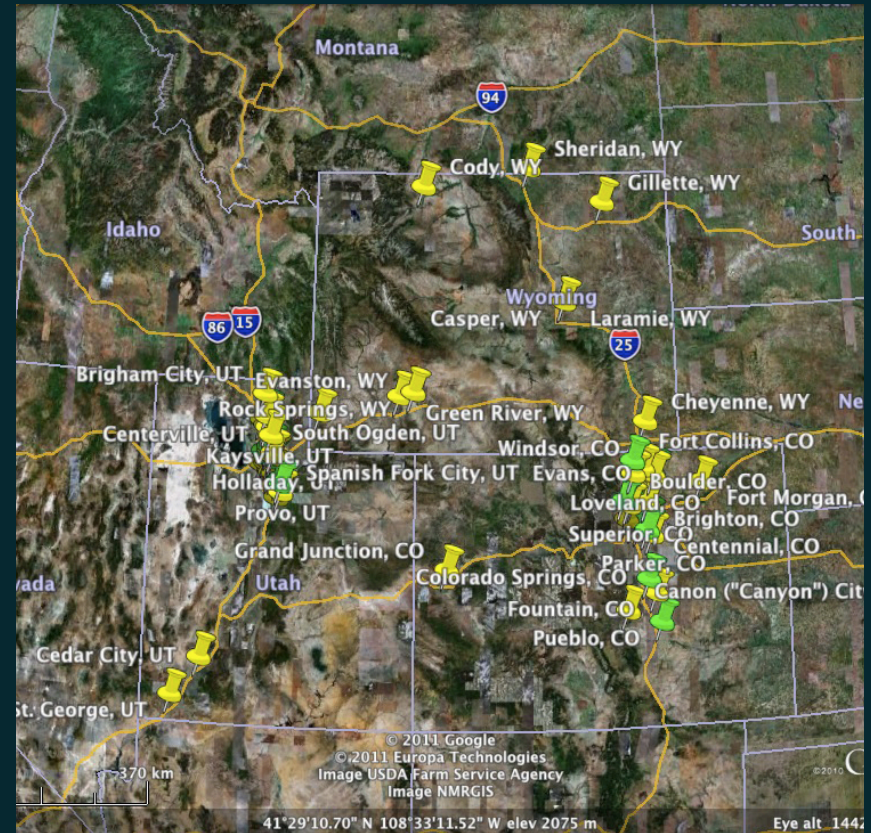 North Dakota
Montana
94
Sheridan, WY
Cody, WY
Gillette, WY
Idaho
South
Wyoming
Casper, WY
Laramie, WY
86
15
25
Brigham City, UT
Evanston, WY
Rock Springs, WY
Green River, WY
Cheyenne, WY
Ne
Centerville, UT
South Ogden, UT
Windsor, CO
Fort Collins, CO
Kaysville, UT
Spanish Fork City, UT
Evans, CO
Boulder, CO
Holladay, UT
Loveland, CO
Fort Morgan, C
Provo, UT
Brighton, CO
Superior, CO
Centennial, CO
Grand Junction, CO
Parker, CO
vada
Utah
Colorado Springs, CO
Canon ("Canyon") Cit
Fountain, CO
Pueblo, CO
Cedar City, UT
St. George, UT
© 2011 Google
© 2011 Europa Technologies
Image USDA Farm Service Agency
Image NMRGIS
370 km
©2010
41°29'10.70" N 108°33'11.52" W elev 2075 m
Eye alt 1442